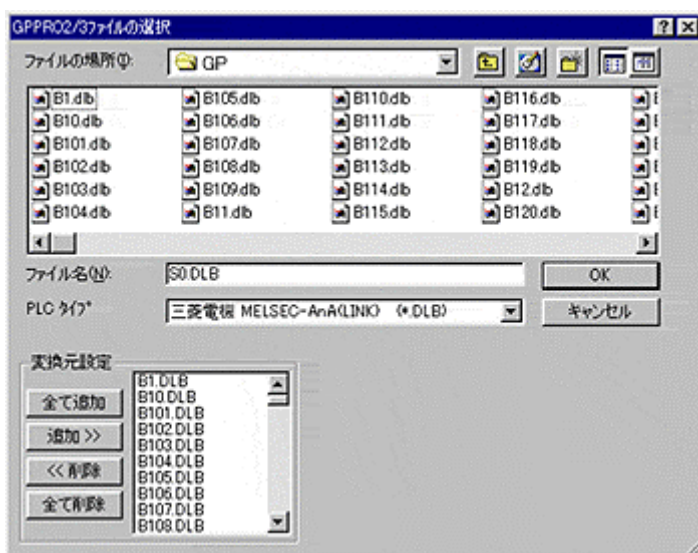 GPPRO2/3ファイルの選択
ファイルの場所(I):
GP
B1.dlb
B10.dlb
B101.dlb
B102.dlb
B103.dlb
B104.dlb
B105.dlb
B106.dlb
B107.dlb
B108.dlb
B109.dlb
B11.dlb
B110.dlb
B111.dlb
B112.dlb
B113.dlb
B114.dlb
B115.dlb
B116.dlb
B117.dlb
B118.dlb
B119.dlb
B12.dlb
B120.dlb
ファイル名(N):
S0.DLB
OK
PLC ﾀｲﾌﾟ
三菱電機 MELSEC-AnA(LINK) (*.DLB)
キャンセル
変換元設定
全て追加
追加 >>
<< 削除
全て削除
B1.DLB
B10.DLB
B101.DLB
B102.DLB
B103.DLB
B104.DLB
B105.DLB
B106.DLB
B107.DLB
B108.DLB